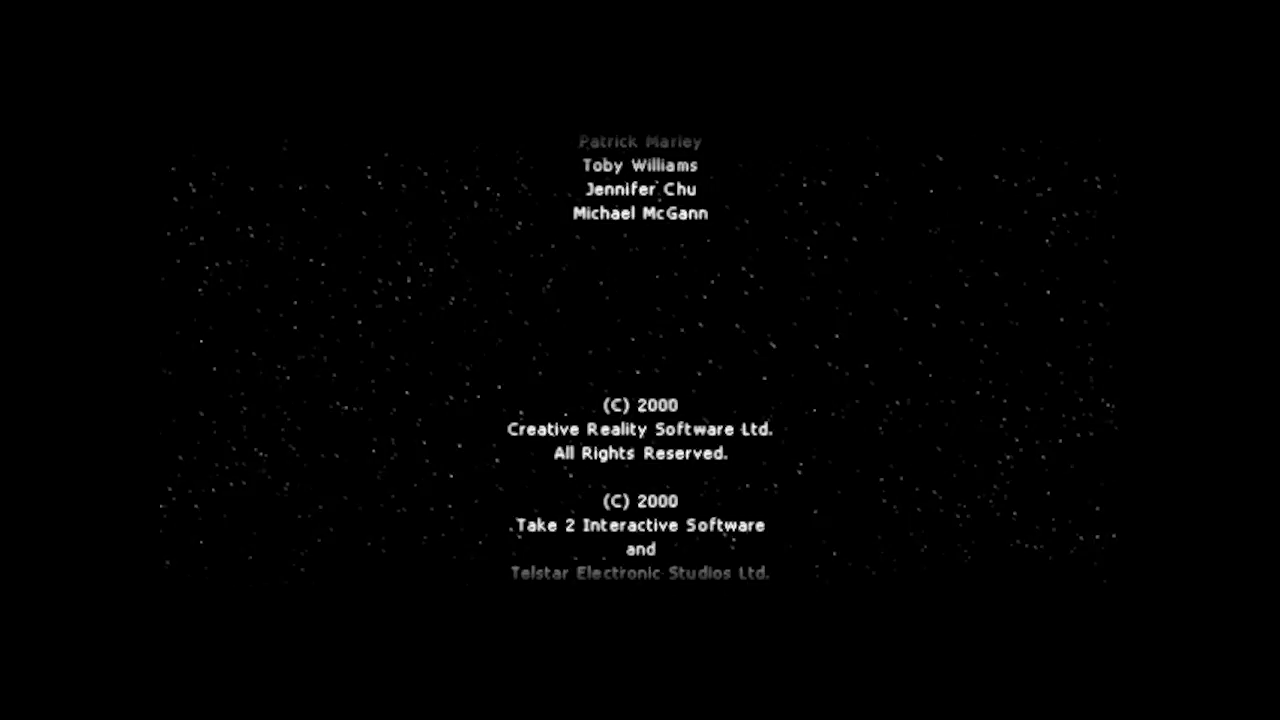 Patrick Marley
Toby Williams
Jennifer Chu
Michael McGann
(C) 2000
Creative Reality Software Ltd.
All Rights Reserved.
(C) 2000
Take 2 Interactive Software
and
Telstar Electronic Studios Ltd.